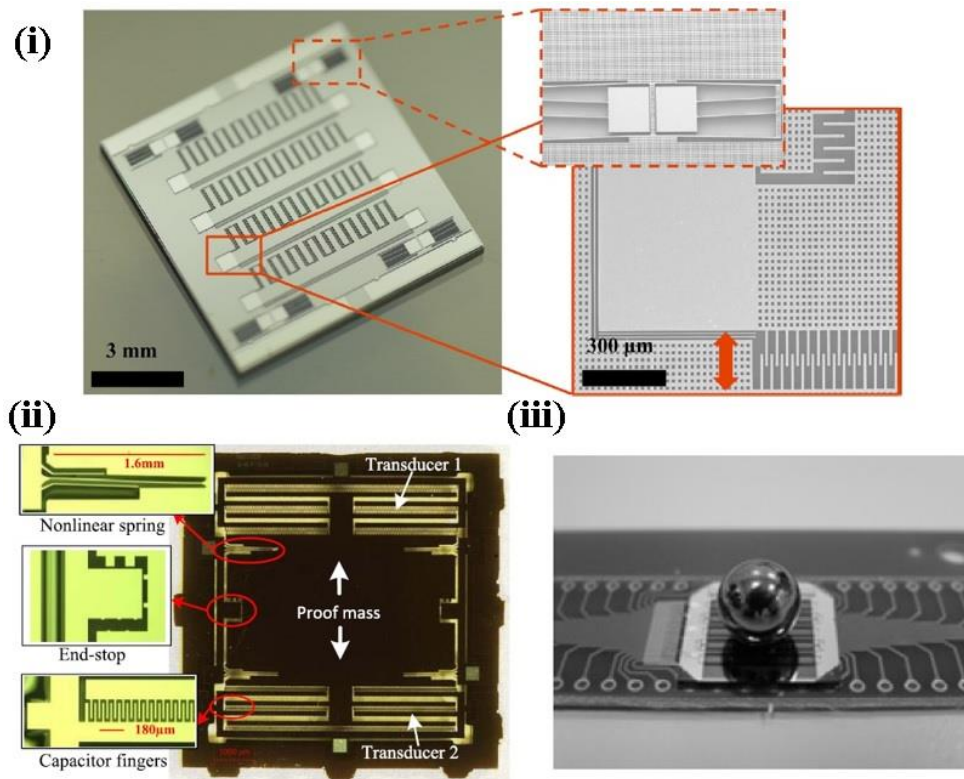 (i)
3 mm
300 µm
(ii)
(iii)
1.6mm
Nonlinear spring
End-stop
180µm
Capacitor fingers
Transducer 1
Proof mass
Transducer 2